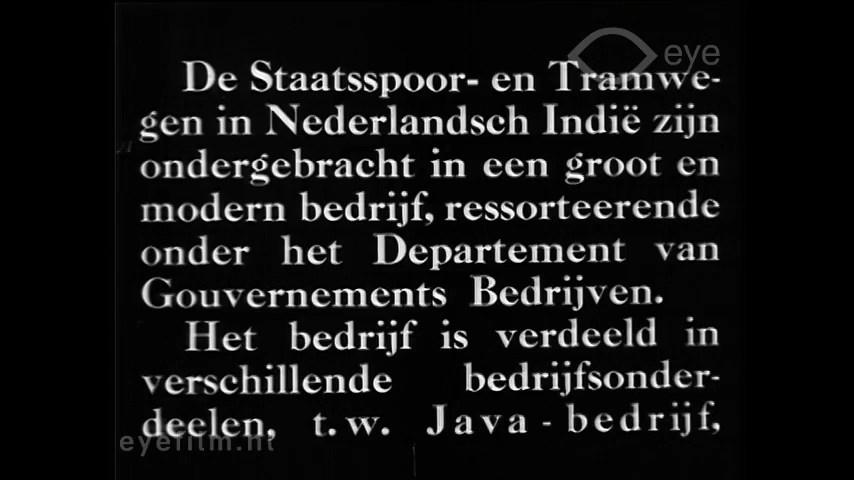 eye
De Staatsspoor- en Tramwe-
gen in Nederlandsch Indië zijn
ondergebracht in een groot en
modern bedrijf, ressorteerende
onder het Departement van
Gouvernements Bedrijven.
Het bedrijf is verdeeld in
verschillende bedrijfsonder-
deelen, t.w. Java-bedrijf,
eyefilm.nl